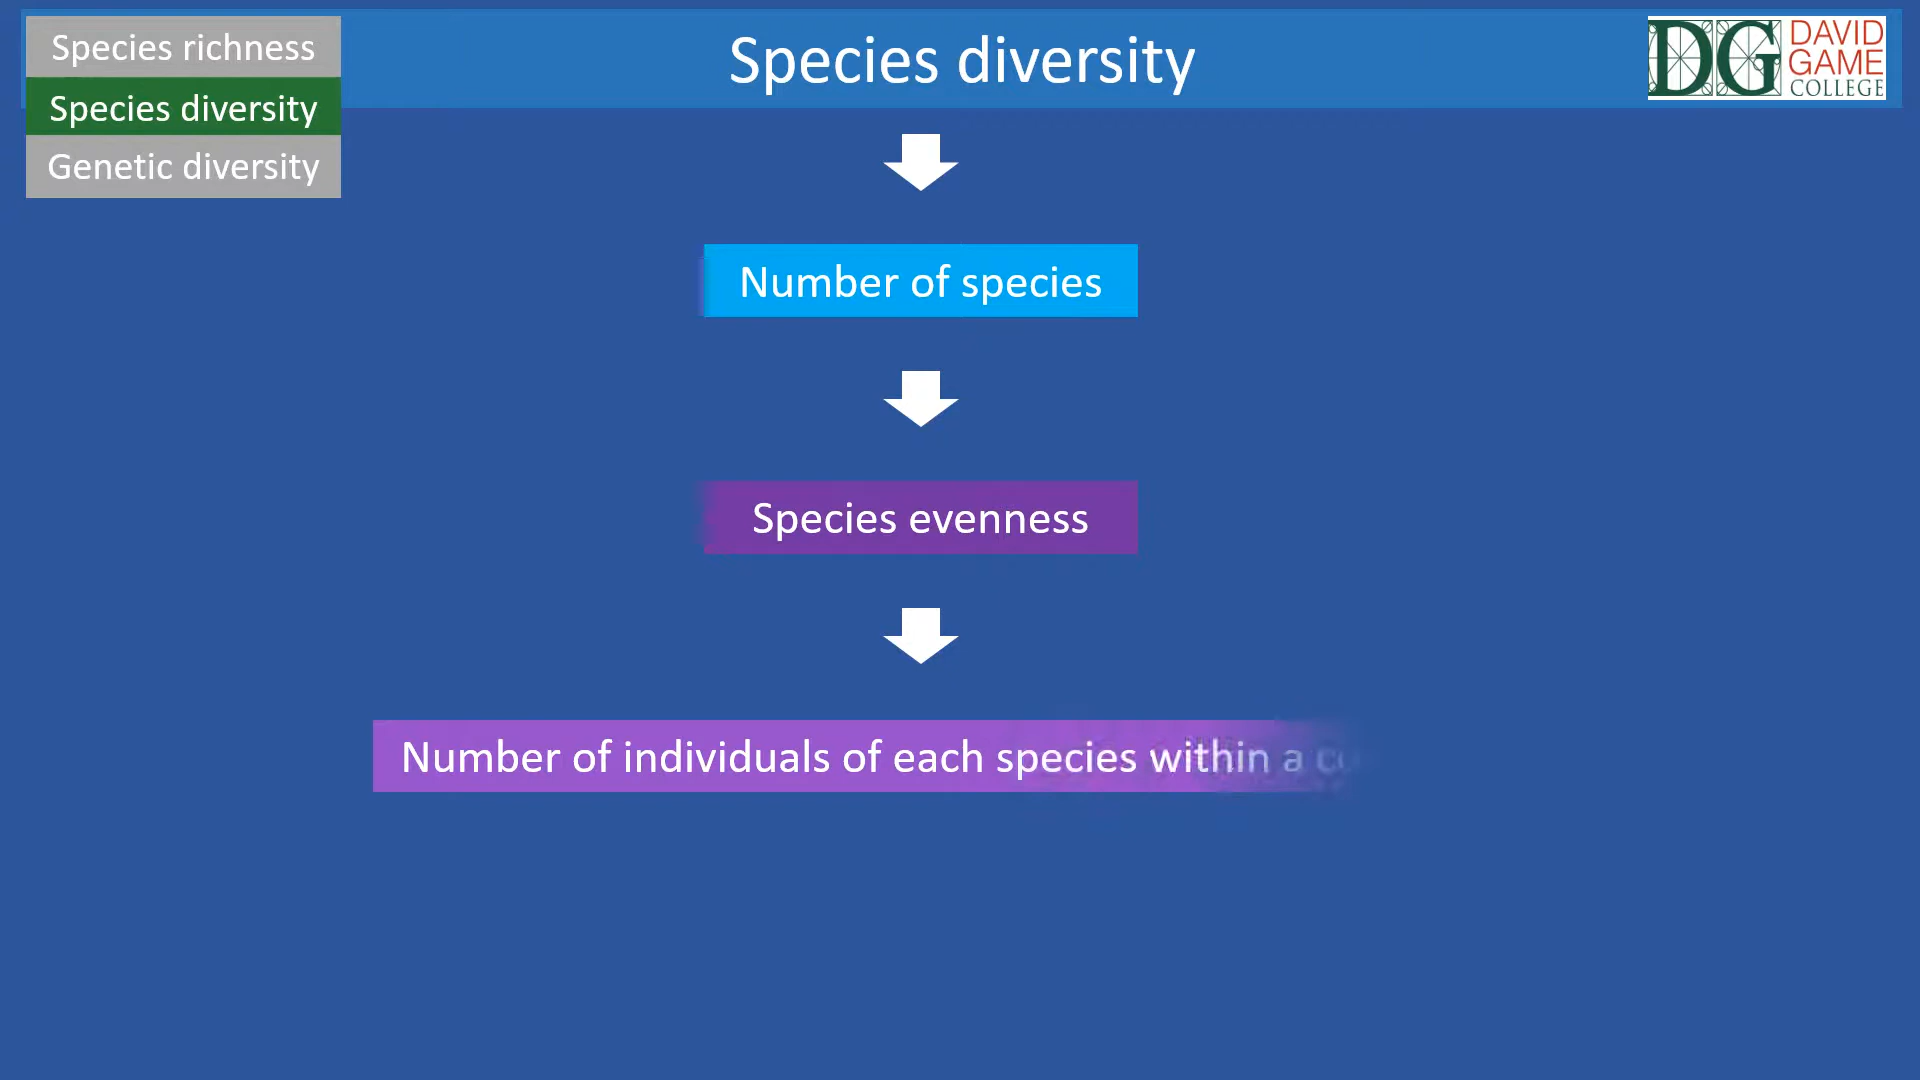 Species richness
Species diversity
Genetic diversity
Species diversity
DG DAVID
GAME
COLLEGE
Number of species
Species evenness
Number of individuals of each species within a